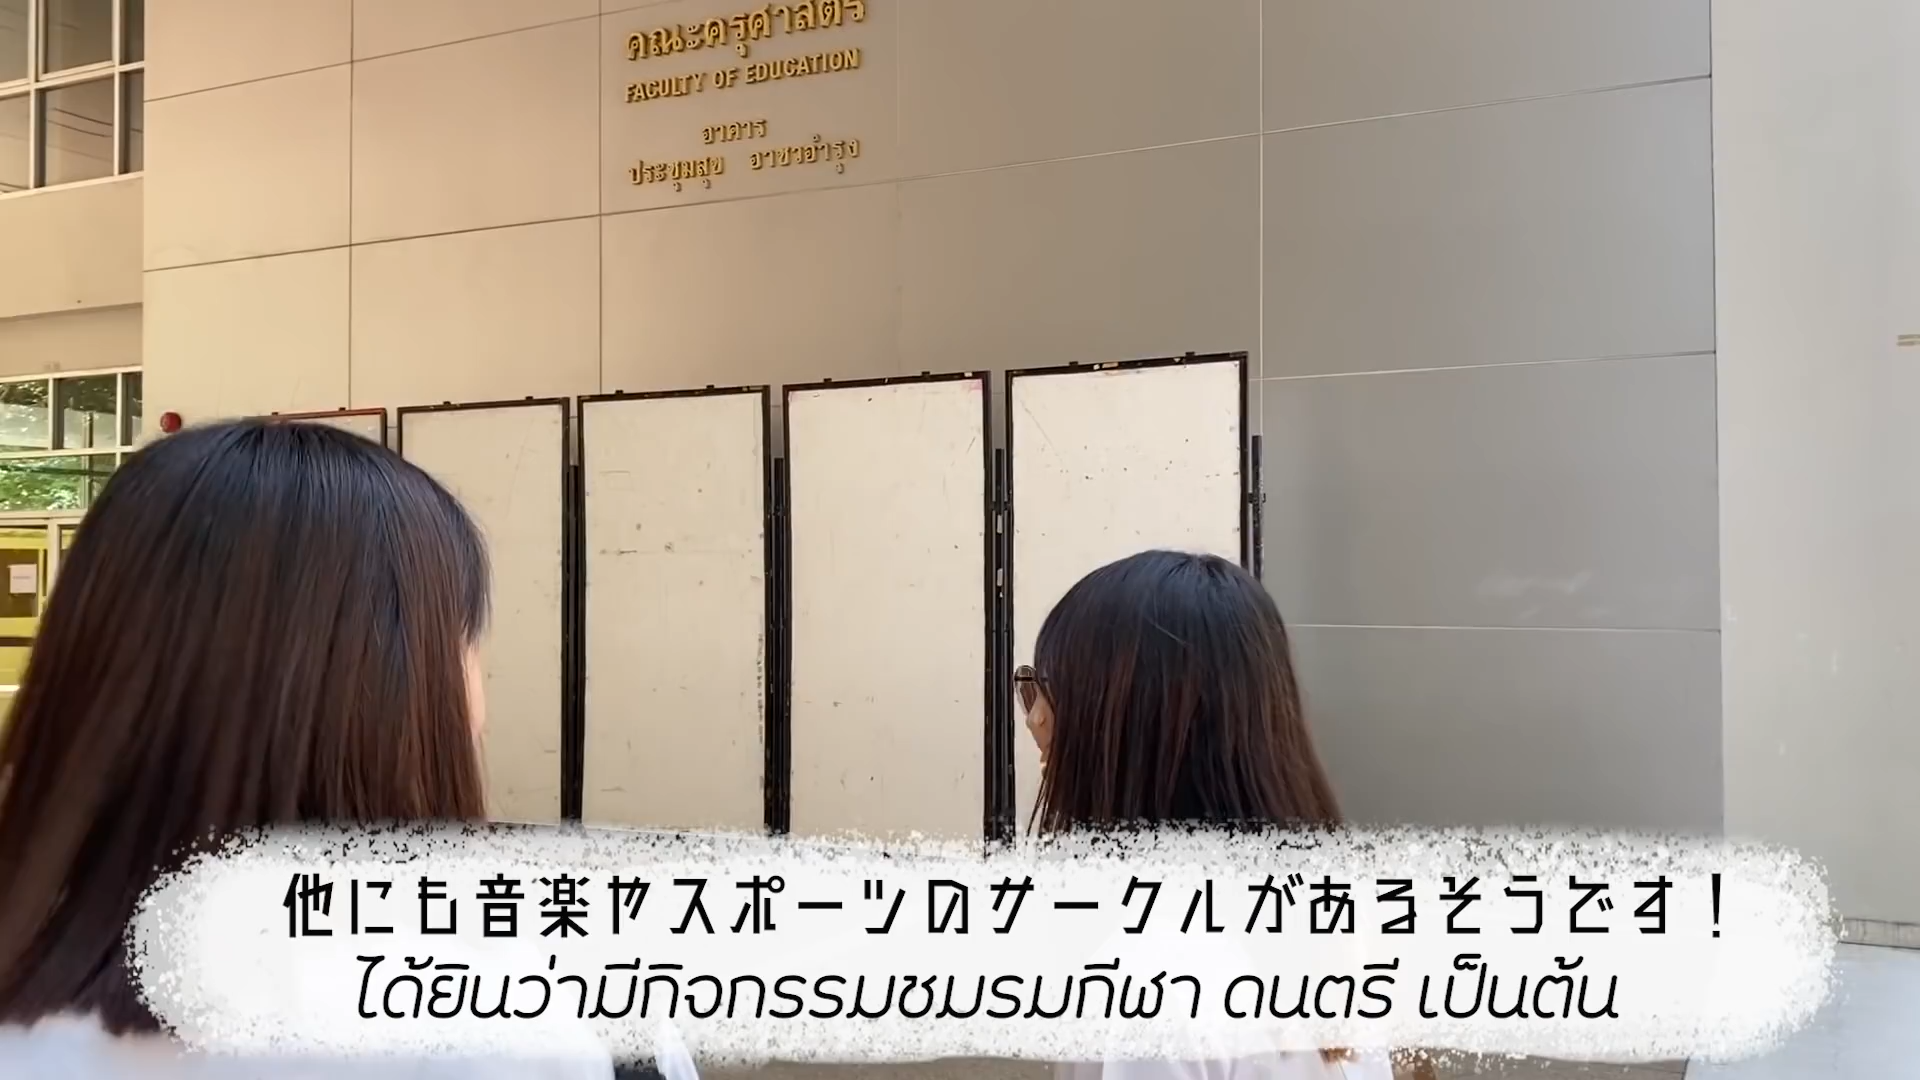 คณะครุศาสตร์
FACULTY OF EDUCATION
อาคาร
ประชุมสุข อาชวอำรุง
他にも音楽やスポーツのサークルがあるそうです！
ได้ยินว่ามีกิจกรรมชมรมกีฬา ดนตรี เป็นต้น